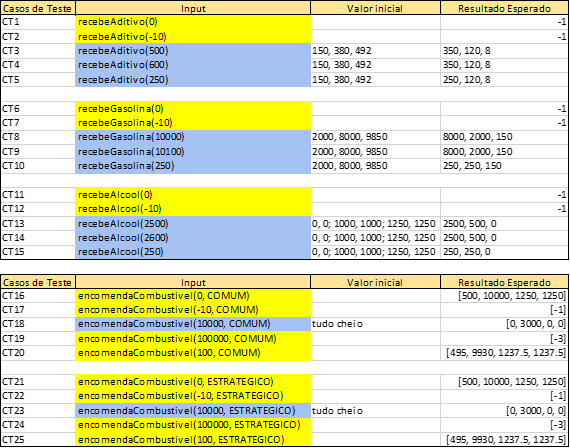 Casos de Teste Input Valor inicial Resultado Esperado
CT1 recebeAditivo(0) -1
CT2 recebeAditivo(-10) -1
CT3 recebeAditivo(500) 150, 380, 492 350, 120, 8
CT4 recebeAditivo(600) 150, 380, 492 350, 120, 8
CT5 recebeAditivo(250) 150, 380, 492 250, 120, 8
CT6 recebeGasolina(0) -1
CT7 recebeGasolina(-10) -1
CT8 recebeGasolina(10000) 2000, 8000, 9850 8000, 2000, 150
CT9 recebeGasolina(10100) 2000, 8000, 9850 8000, 2000, 150
CT10 recebeGasolina(250) 2000, 8000, 9850 250, 250, 150
CT11 recebeAlcool(0) -1
CT12 recebeAlcool(-10) -1
CT13 recebeAlcool(2500) 0, 0; 1000, 1000; 1250, 1250 2500, 500, 0
CT14 recebeAlcool(2600) 0, 0; 1000, 1000; 1250, 1250 2500, 500, 0
CT15 recebeAlcool(250) 0, 0; 1000, 1000; 1250, 1250 250, 250, 0
Casos de Teste Input Valor inicial Resultado Esperado
CT16 encomendaCombustivel(0, COMUM) [500, 10000, 1250, 1250]
CT17 encomendaCombustivel(-10, COMUM) [-1]
CT18 encomendaCombustivel(10000, COMUM) tudo cheio [0, 3000, 0, 0]
CT19 encomendaCombustivel(100000, COMUM) [-3]
CT20 encomendaCombustivel(100, COMUM) [495, 9930, 1237.5, 1237.5]
CT21 encomendaCombustivel(0, ESTRATEGICO) [500, 10000, 1250, 1250]
CT22 encomendaCombustivel(-10, ESTRATEGICO) [-1]
CT23 encomendaCombustivel(10000, ESTRATEGICO) tudo cheio [0, 3000, 0, 0]
CT24 encomendaCombustivel(100000, ESTRATEGICO) [-3]
CT25 encomendaCombustivel(100, ESTRATEGICO) [495, 9930, 1237.5, 1237.5]